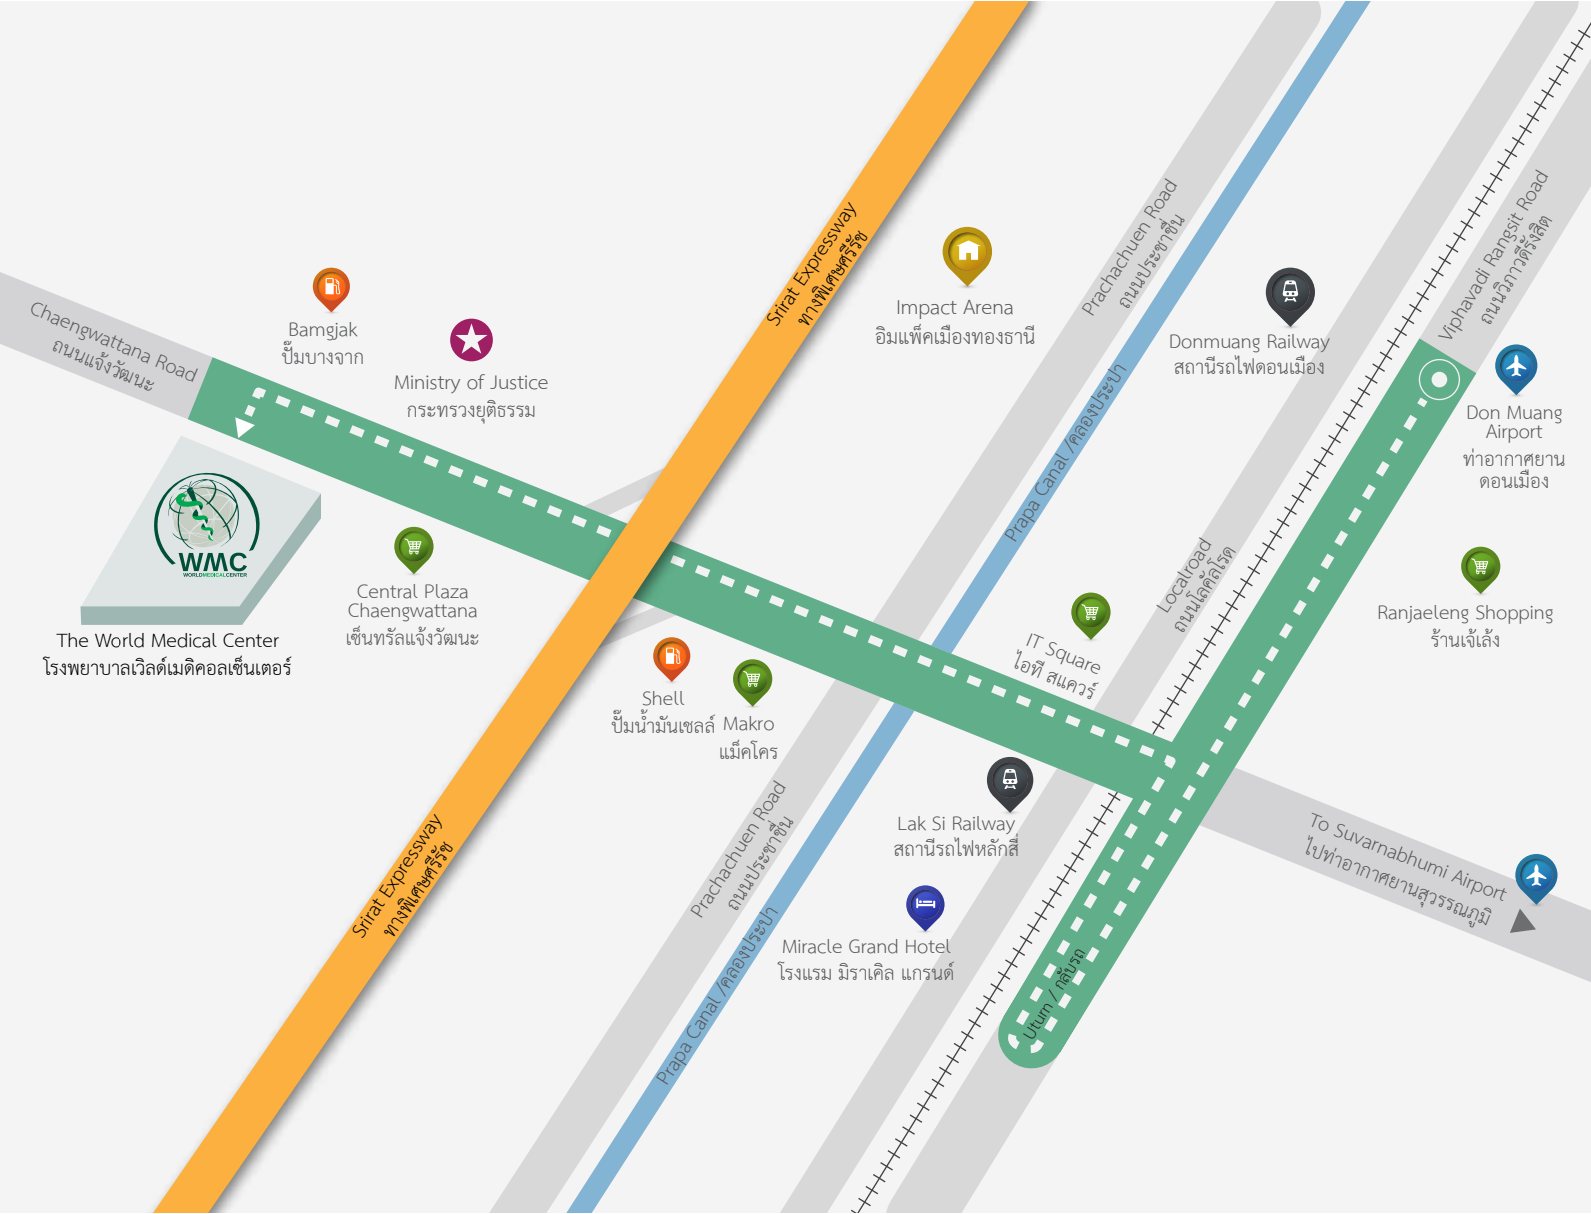 Srirat Expressway
ทางพิเศษศรีรัช
Prachachuen Road
ถนนประชาชื่น
Viphavadi Rangsit Road
ถนนวิภาวดีรังสิต
Chaengwattana Road
ถนนแจ้งวัฒนะ
Bamgjak
ปั๊มบางจาก
Ministry of Justice
กระทรวงยุติธรรม
Impact Arena
อิมแพ็คเมืองทองธานี
Donmuang Railway
สถานีรถไฟดอนเมือง
Don Muang
Airport
ท่าอากาศยาน
ดอนเมือง
Prapa Canal /คลองประปา
WMC
WORLDMEDICALCENTER
The World Medical Center
โรงพยาบาลเวิลด์เมดิคอลเซ็นเตอร์
Central Plaza
Chaengwattana
เซ็นทรัลแจ้งวัฒนะ
Localroad
ถนนโลคัลโรด
Ranjaeleng Shopping
ร้านเจ้เล้ง
IT Square
ไอที สแควร์
Shell
ปั๊มน้ำมันเชลล์
Makro
แม็คโคร
Lak Si Railway
สถานีรถไฟหลักสี่
To Suvarnabhumi Airport
ไปท่าอากาศยานสุวรรณภูมิ
Srirat Expressway
ทางพิเศษศรีรัช
Prachachuen Road
ถนนประชาชื่น
Miracle Grand Hotel
โรงแรม มิราเคิล แกรนด์
Prapa Canal /คลองประปา
Uturn / กลับรถ